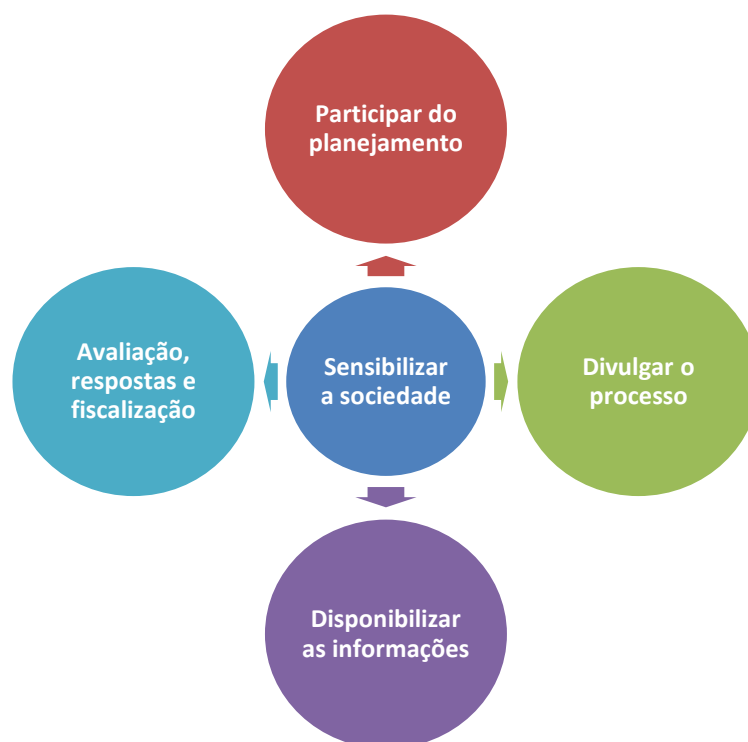 Participar do
planejamento
Avaliação,
respostas e
fiscalização
Sensibilizar
a sociedade
Divulgar o
processo
Disponibilizar
as informações